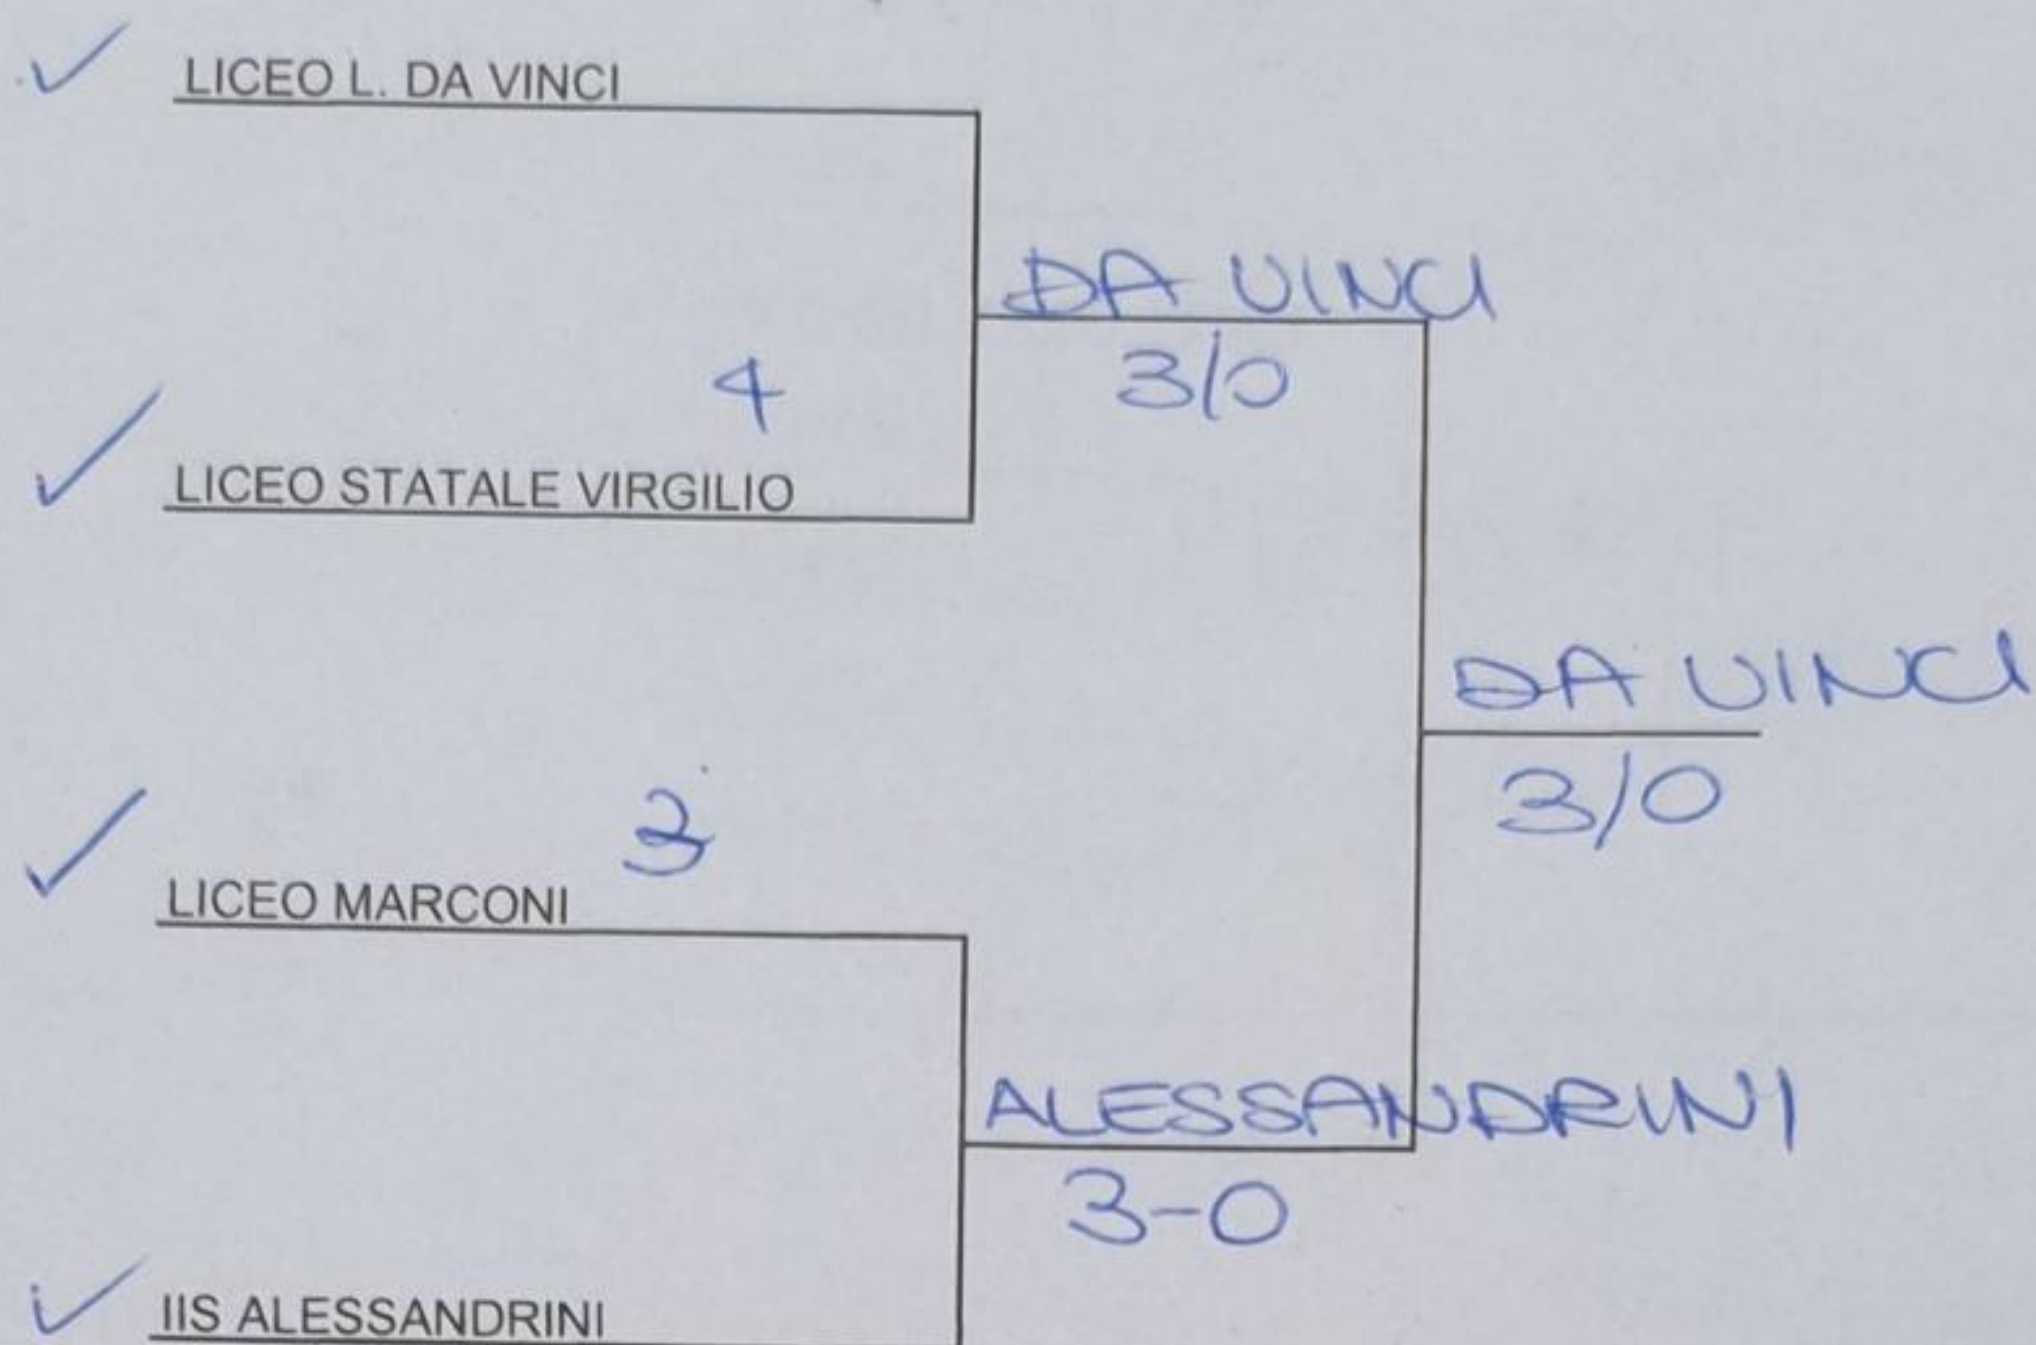 LICEO L. DA VINCI
DA VINCI
3/0
4
LICEO STATALE VIRGILIO
DA VINCI
3/0
3
LICEO MARCONI
ALESSANDRINI
3-0
IIS ALESSANDRINI